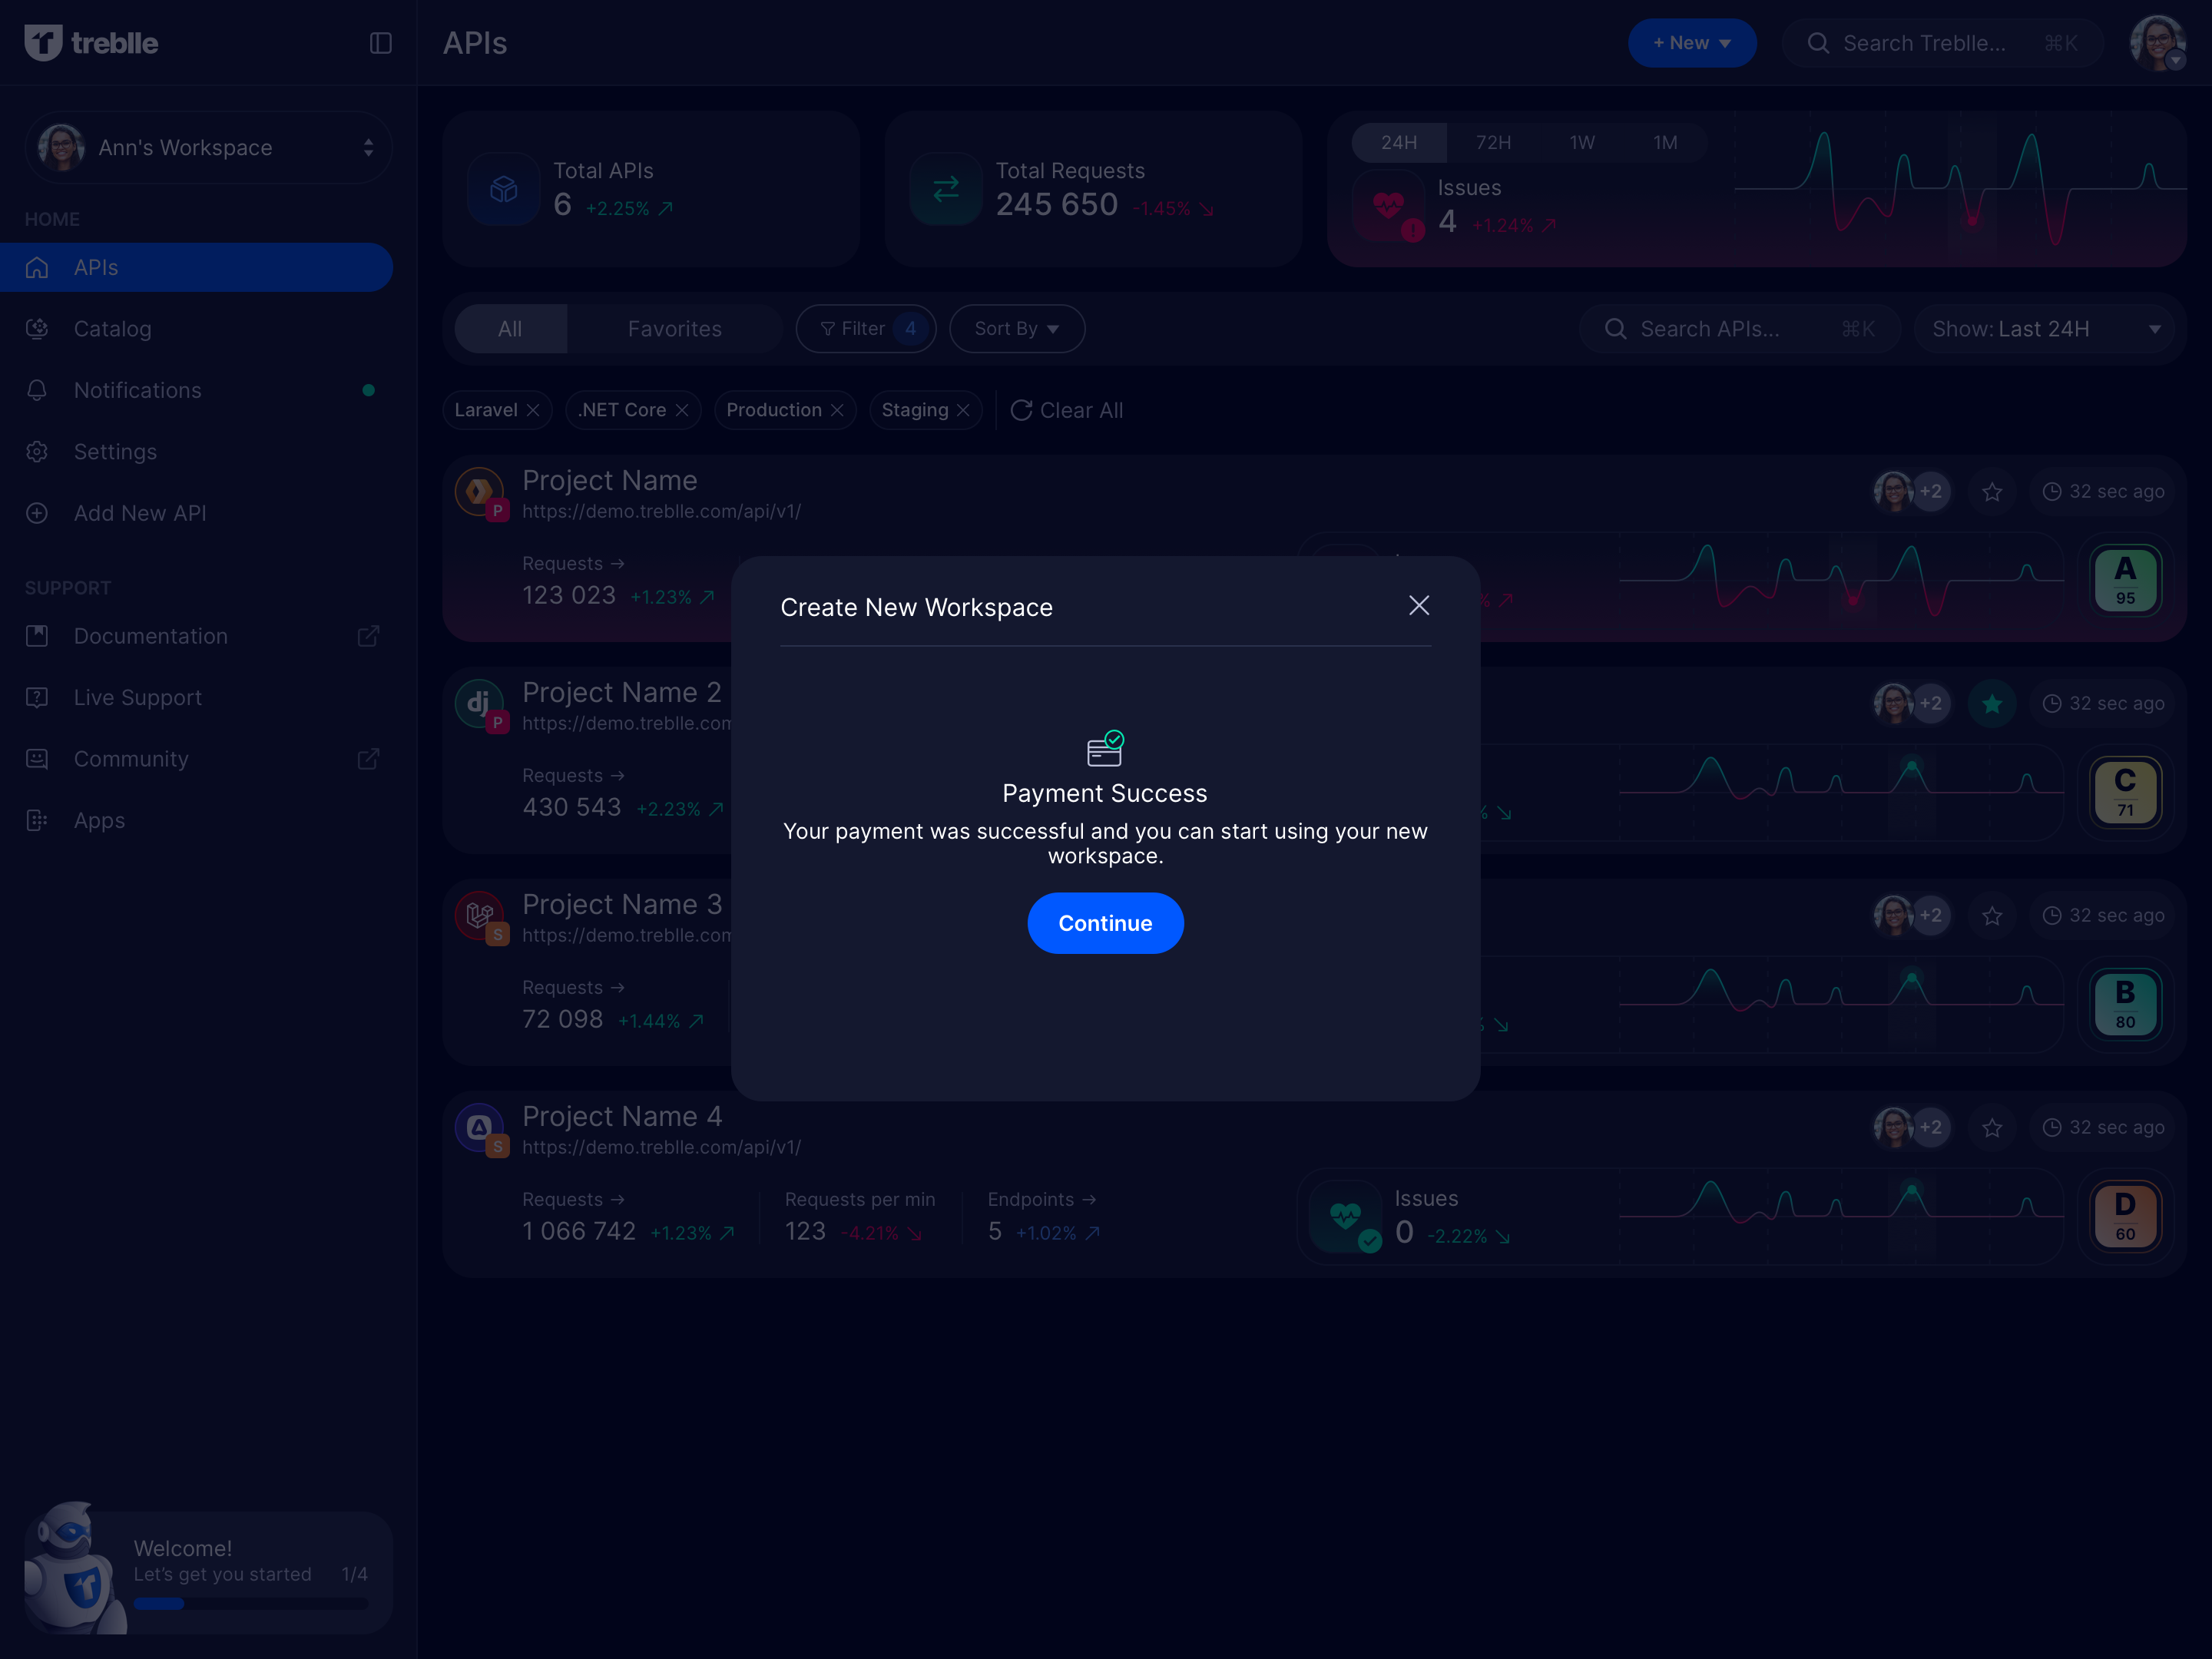 treblle
APIs
+ New
Search Treblle... ⌘K
Ann's Workspace
HOME
APIs
Catalog
Notifications
Settings
Add New API
SUPPORT
Documentation
Live Support
Community
Apps
Welcome!
Let's get you started 1/4
Total APIs
6 +2.25%
Total Requests
245 650 -1.45%
24H 72H 1W 1M
Issues
4 +1.24%
All Favorites Filter 4 Sort By
Search APIs... ⌘K Show: Last 24H
Laravel .NET Core Production Staging Clear All
Project Name
P
https://demo.treblle.com/api/v1/
+2 32 sec ago
Requests →
123 023 +1.23%
A
95
Project Name 2
dj P
https://demo.treblle.com
+2 32 sec ago
Requests →
430 543 +2.23%
%
C
71
Project Name 3
S
https://demo.treblle.com
+2 32 sec ago
Requests →
72 098 +1.44%
B
80
Project Name 4
S
https://demo.treblle.com/api/v1/
+2 32 sec ago
Requests → Requests per min Endpoints →
1 066 742 +1.23% 123 -4.21% 5 +1.02%
Issues
0 -2.22%
D
60
Create New Workspace
Payment Success
Your payment was successful and you can start using your new
workspace.
Continue